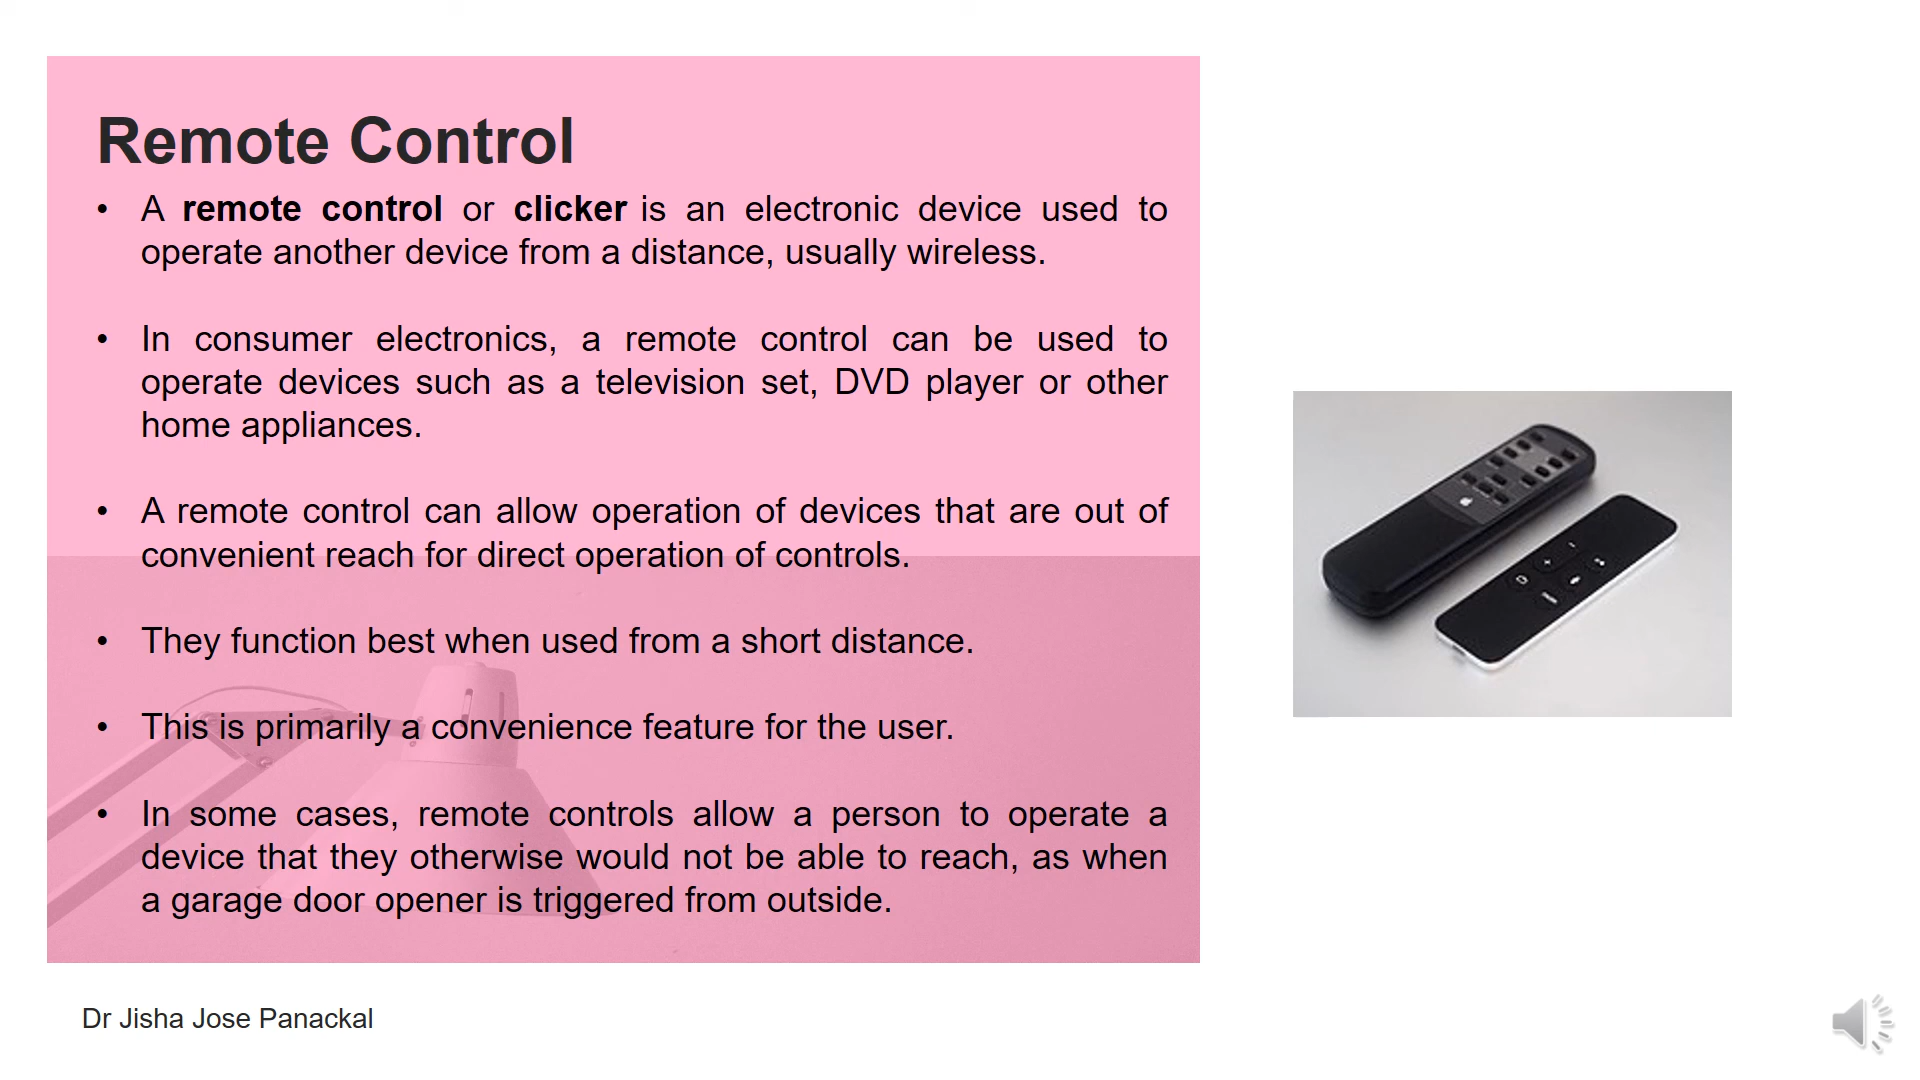 Remote Control
• A remote control or clicker is an electronic device used to
operate another device from a distance, usually wireless.
• In consumer electronics, a remote control can be used to
operate devices such as a television set, DVD player or other
home appliances.
• A remote control can allow operation of devices that are out of
convenient reach for direct operation of controls.
• They function best when used from a short distance.
• This is primarily a convenience feature for the user.
• In some cases, remote controls allow a person to operate a
device that they otherwise would not be able to reach, as when
a garage door opener is triggered from outside.
Dr Jisha Jose Panackal